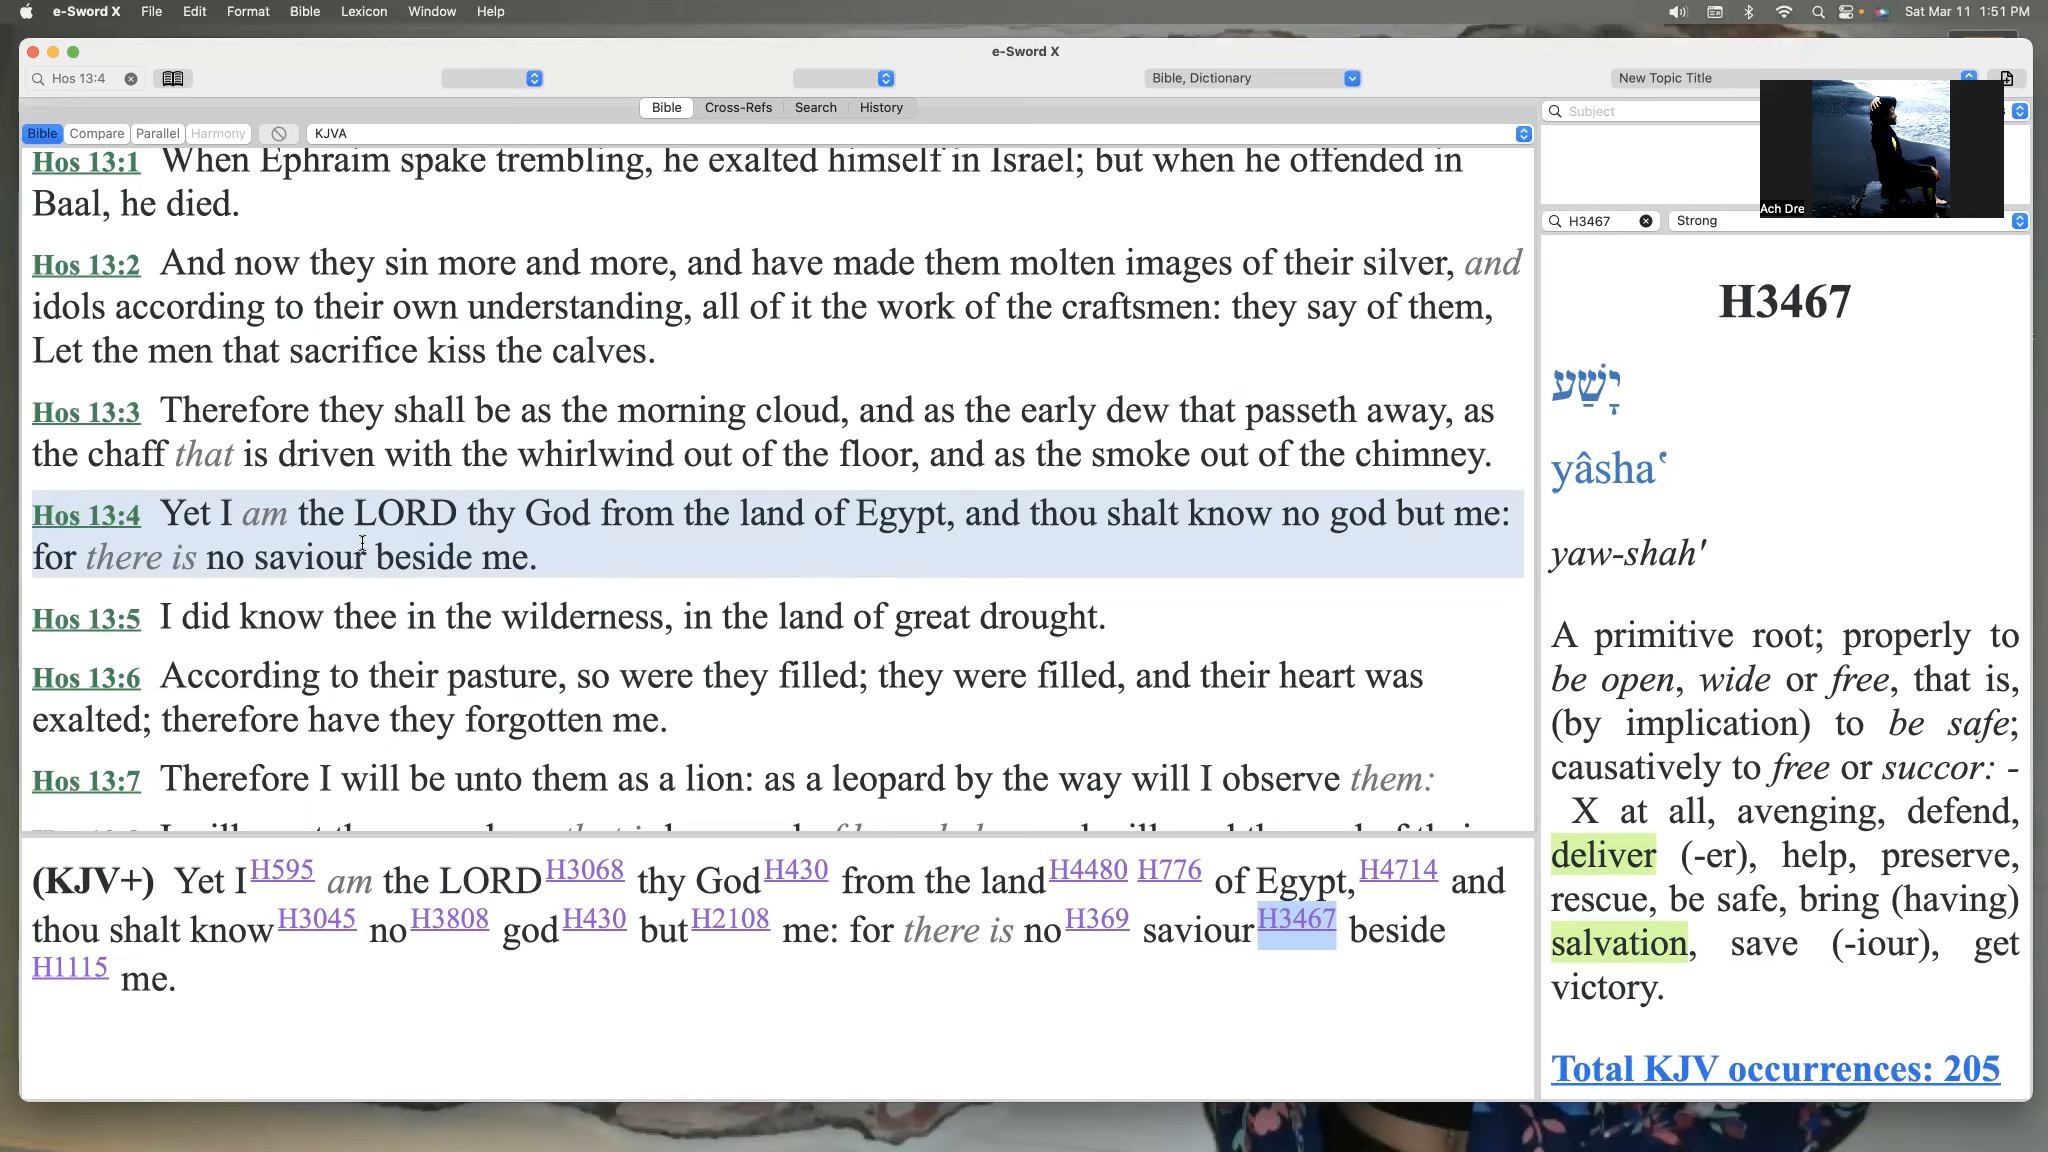 e-Sword X File Edit Format Bible Lexicon Window Help Sat Mar 11 1:51 PM
e-Sword X
Hos 13:4 Bible, Dictionary New Topic Title
Bible Cross-Refs Search History
Subject
Bible Compare Parallel Harmony KJVA
Hos 13:1 When Ephraim spake trembling, he exalted himself in Israel; but when he offended in
Baal, he died.
Hos 13:2 And now they sin more and more, and have made them molten images of their silver, and
idols according to their own understanding, all of it the work of the craftsmen: they say of them,
Let the men that sacrifice kiss the calves.
Hos 13:3 Therefore they shall be as the morning cloud, and as the early dew that passeth away, as
the chaff that is driven with the whirlwind out of the floor, and as the smoke out of the chimney.
Hos 13:4 Yet I am the LORD thy God from the land of Egypt, and thou shalt know no god but me:
for there is no saviour beside me.
Hos 13:5 I did know thee in the wilderness, in the land of great drought.
Hos 13:6 According to their pasture, so were they filled; they were filled, and their heart was
exalted; therefore have they forgotten me.
Hos 13:7 Therefore I will be unto them as a lion: as a leopard by the way will I observe them:
(KJV+) Yet I H595 am the LORD H3068 thy God H430 from the land H4480 H776 of Egypt, H4714 and
thou shalt know H3045 no H3808 god H430 but H2108 me: for there is no H369 saviour H3467 beside
H1115 me.
Ach Dre
H3467 Strong
H3467
יָשַׁע
yâsha‛
yaw-shah'
A primitive root; properly to
be open, wide or free, that is,
(by implication) to be safe;
causatively to free or succor: -
X at all, avenging, defend,
deliver (-er), help, preserve,
rescue, be safe, bring (having)
salvation, save (-iour), get
victory.
Total KJV occurrences: 205